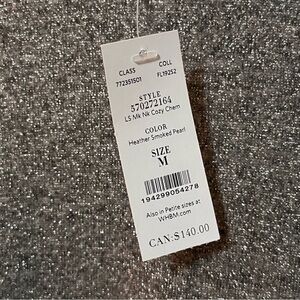 CLASS COLL
772351501 FL19252
STYLE
570272164
LS Mk Nk Cozy Chem
COLOR
Heather Smoked Pearl
SIZE
M
194299054278
Also in Petite sizes at
WHBM.com
CAN:$140.00